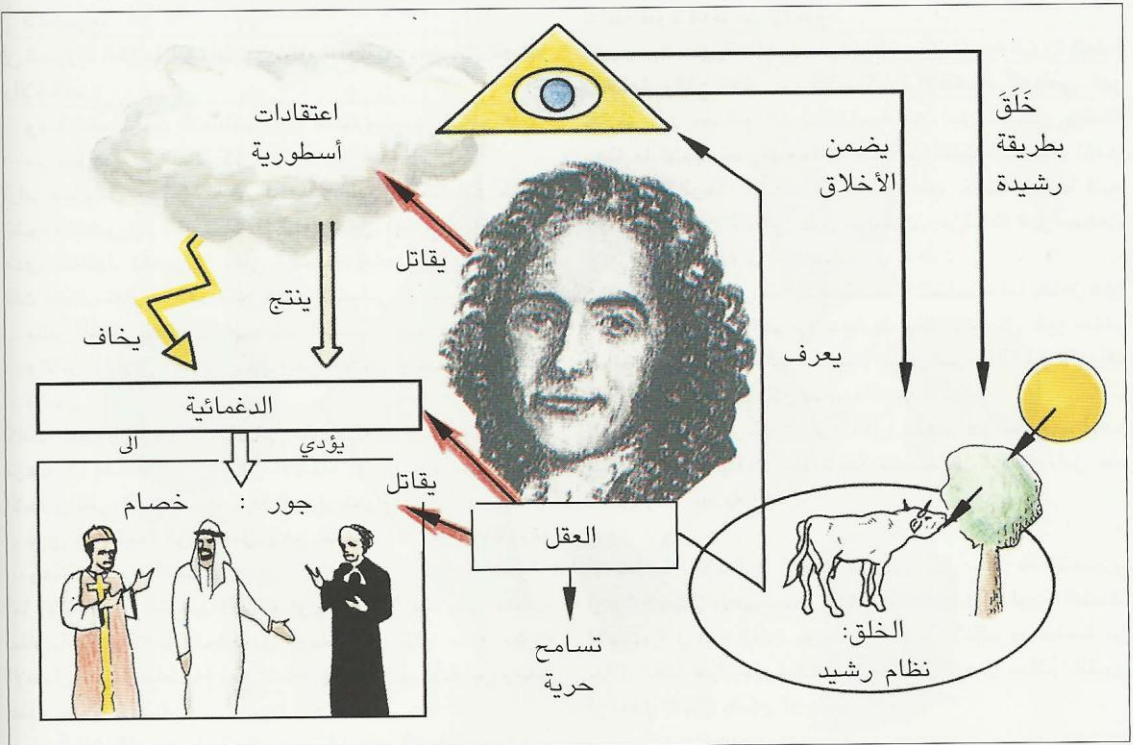 خَلَقَ
بطريقة
رشيدة
يضمن
الأخلاق
اعتقادات
أسطورية
يقاتل
ينتج
يخاف
يعرف
الدغمائية
يؤدي الى
يقاتل
جور : خصام
العقل
تسامح
حرية
الخلق:
نظام رشيد